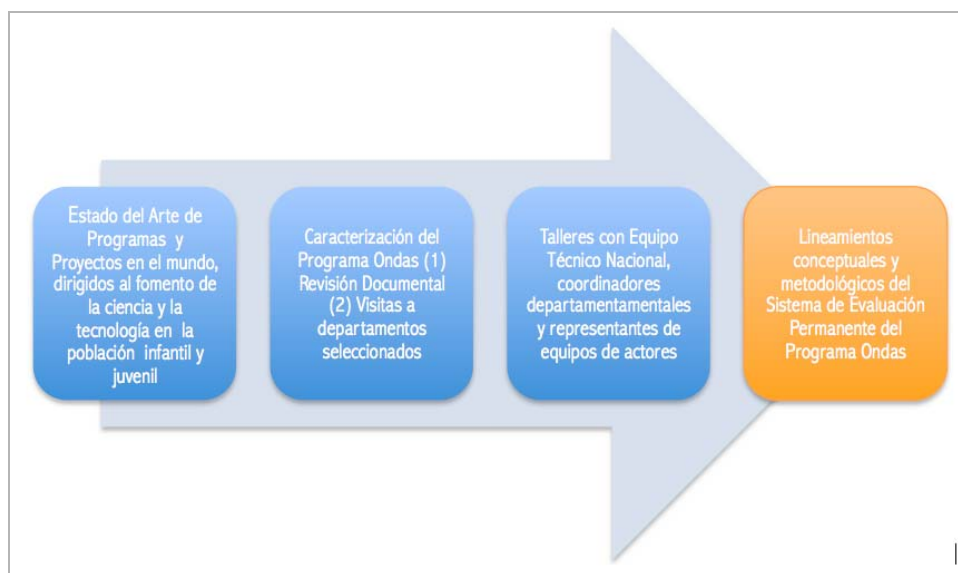 Estado del Arte de
Programas y
Proyectos en el mundo,
dirigidos al fomento de
la ciencia y la
tecnología en la
población infantil y
juvenil
Caracterización del
Programa Ondas (1)
Revisión Documental
(2) Visitas a
departamentos
seleccionados
Talleres con Equipo
Técnico Nacional,
coordinadores
departamentamentales
y representantes de
equipos de actores
Lineamientos
conceptuales y
metodológicos del
Sistema de Evaluación
Permanente del
Programa Ondas